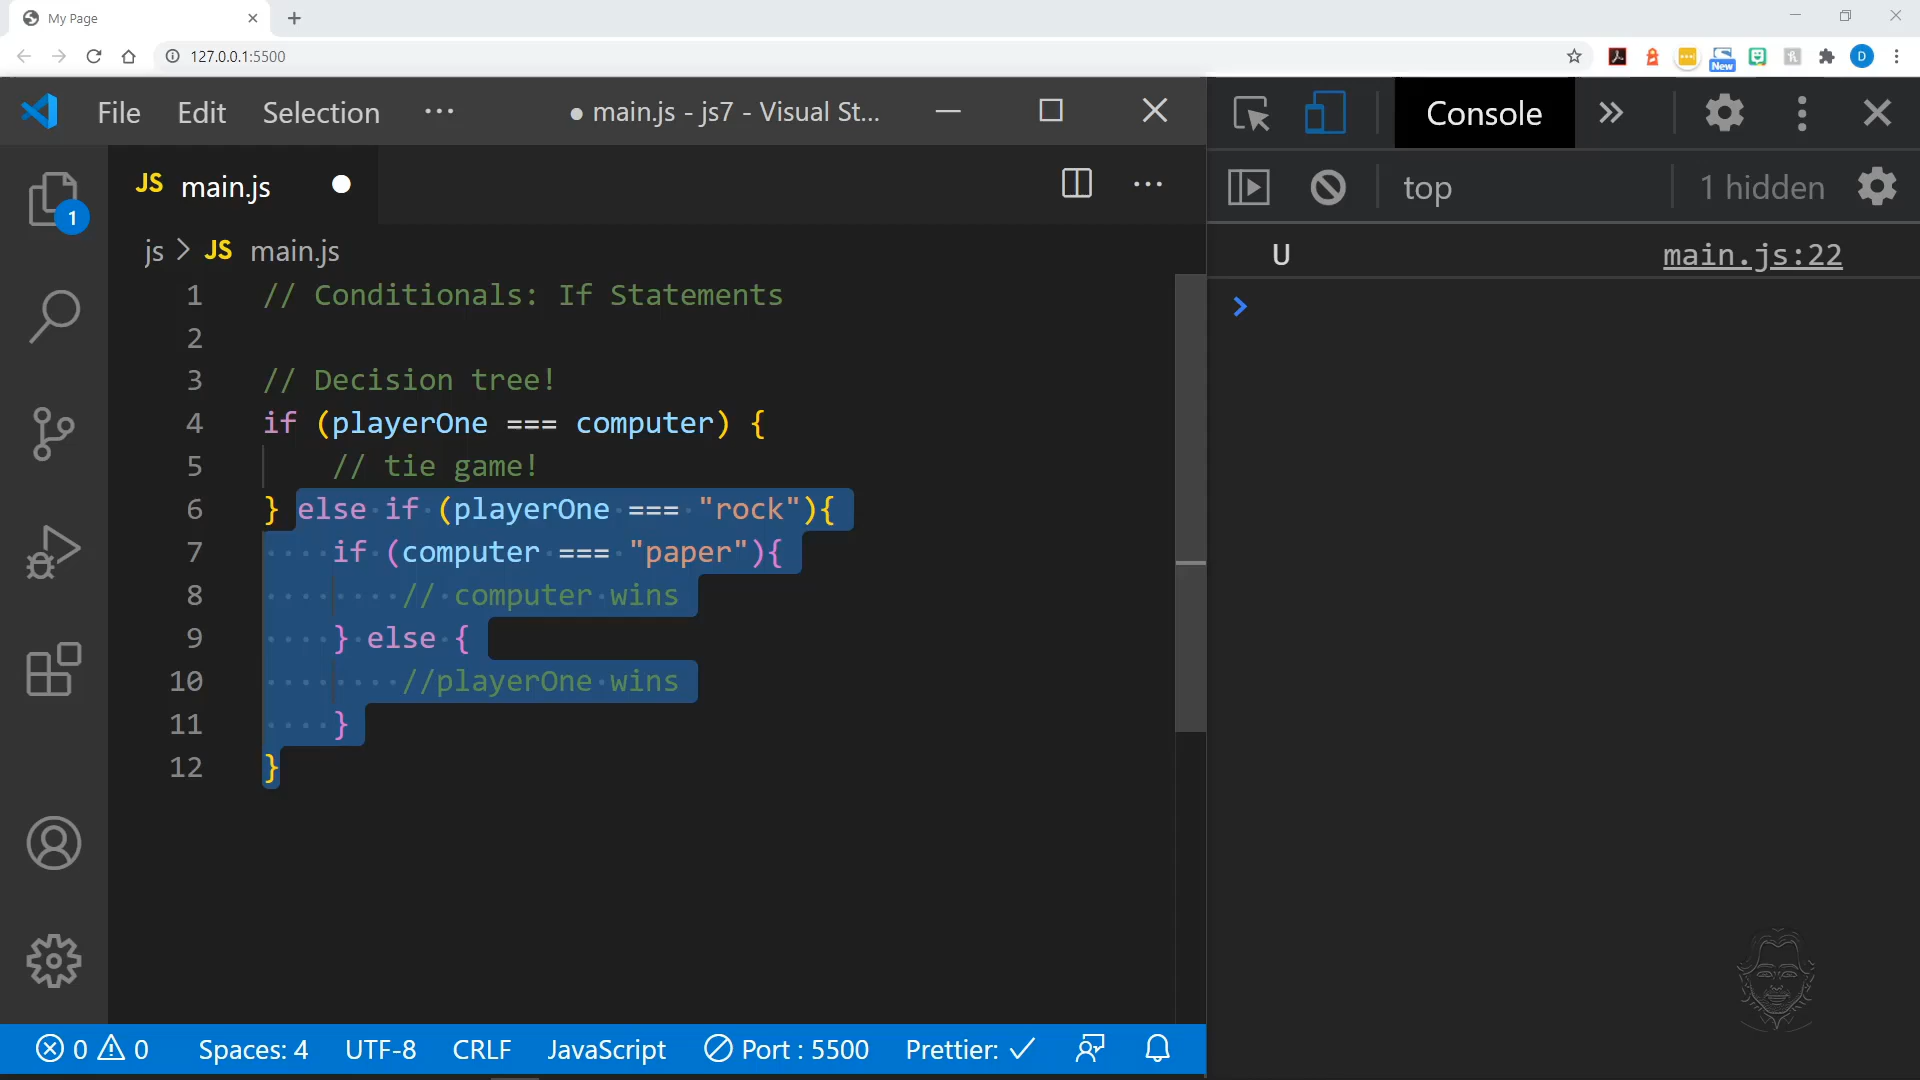 My Page
127.0.0.1:5500
New
D
File Edit Selection ··· ● main.js - js7 - Visual St...
Console
JS main.js
top
1 hidden
1
js > JS main.js
U main.js:22
1 // Conditionals: If Statements
2
3 // Decision tree!
4 if (playerOne === computer) {
5 // tie game!
6 } else if (playerOne === "rock"){
7 if (computer === "paper"){
8 // computer wins
9 } else {
10 //playerOne wins
11 }
12 }
0 0 Spaces: 4 UTF-8 CRLF JavaScript Port : 5500 Prettier: ✓